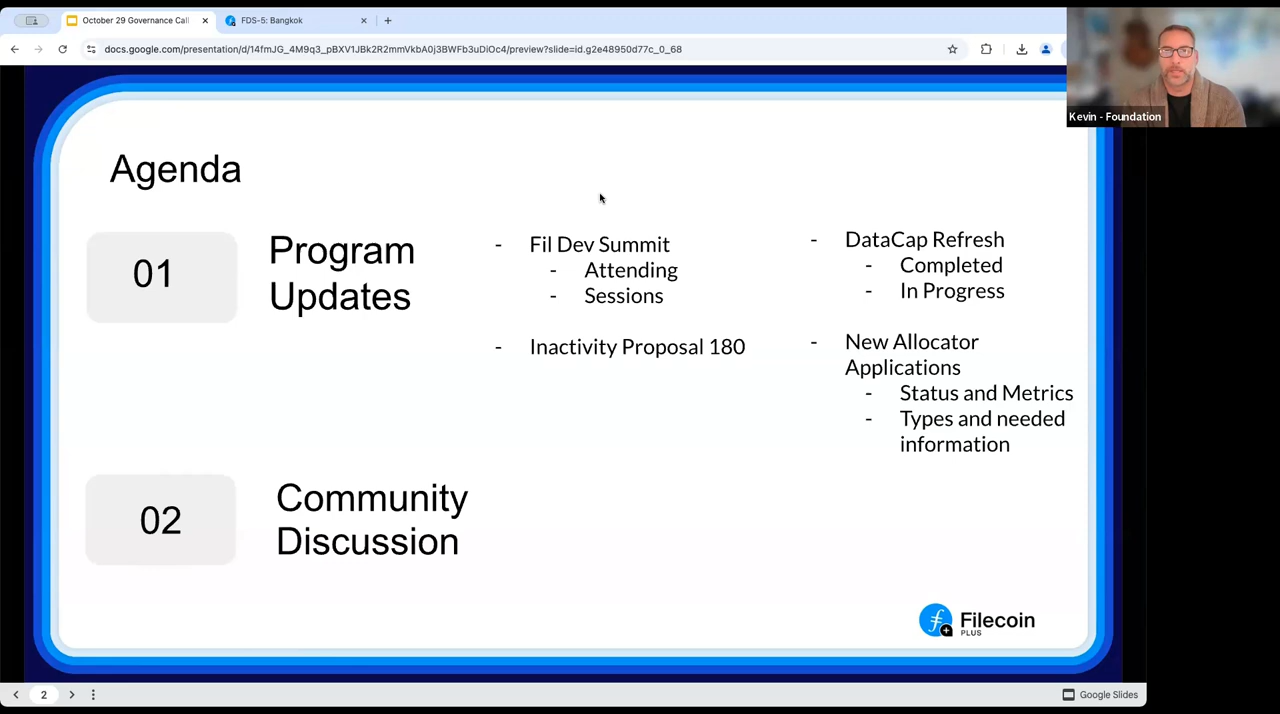 October 29 Governance Call
FDS-5: Bangkok
docs.google.com/presentation/d/14fmJG_4M9q3_pBXV1JBk2R2mmVkbA0j3BWFb3uDiOc4/preview?slide=id.g2e48950d77c_0_68
Kevin - Foundation
Agenda
01
Program
Updates
- Fil Dev Summit
- Attending
- Sessions
- Inactivity Proposal 180
- DataCap Refresh
- Completed
- In Progress
- New Allocator
Applications
- Status and Metrics
- Types and needed
information
02
Community
Discussion
Filecoin
PLUS
2
Google Slides